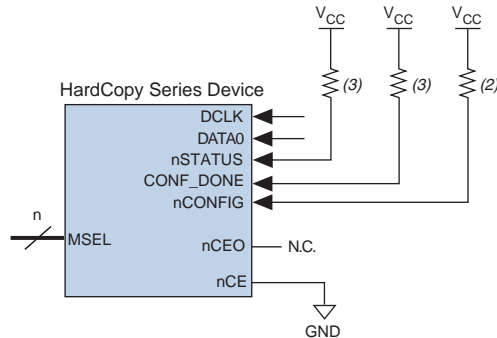 VCC VCC VCC
(3) (3) (2)
HardCopy Series Device
DCLK
DATA0
nSTATUS
CONF_DONE
nCONFIG
n
MSEL
nCEO N.C.
nCE
GND